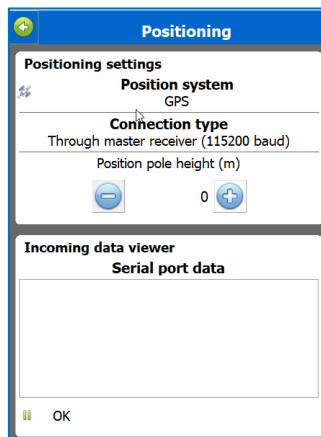 Positioning
Positioning settings
Position system
GPS
Connection type
Through master receiver (115200 baud)
Position pole height (m)
0
Incoming data viewer
Serial port data
OK